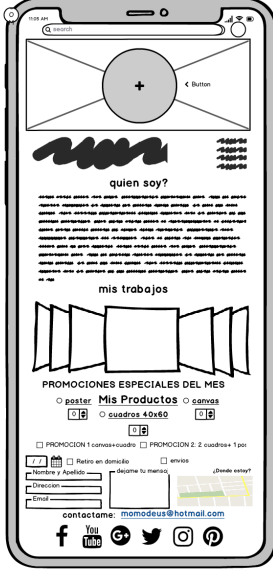 11:05 AM
search
+
< Button
quien soy?
mis trabajos
PROMOCIONES ESPECIALES DEL MES
poster Mis Productos canvas
0 0
cuadros 40x60
0
PROMOCION 1 canvas+cuadro PROMOCION 2: 2 cuadros+ 1 pos
/ / Retiro en domicilio envios
Nombre y Apellido dejame tu mensaj ¿Donde estoy?
Direccion
Email
contactame: momodeus@hotmail.com
f You Tube G+